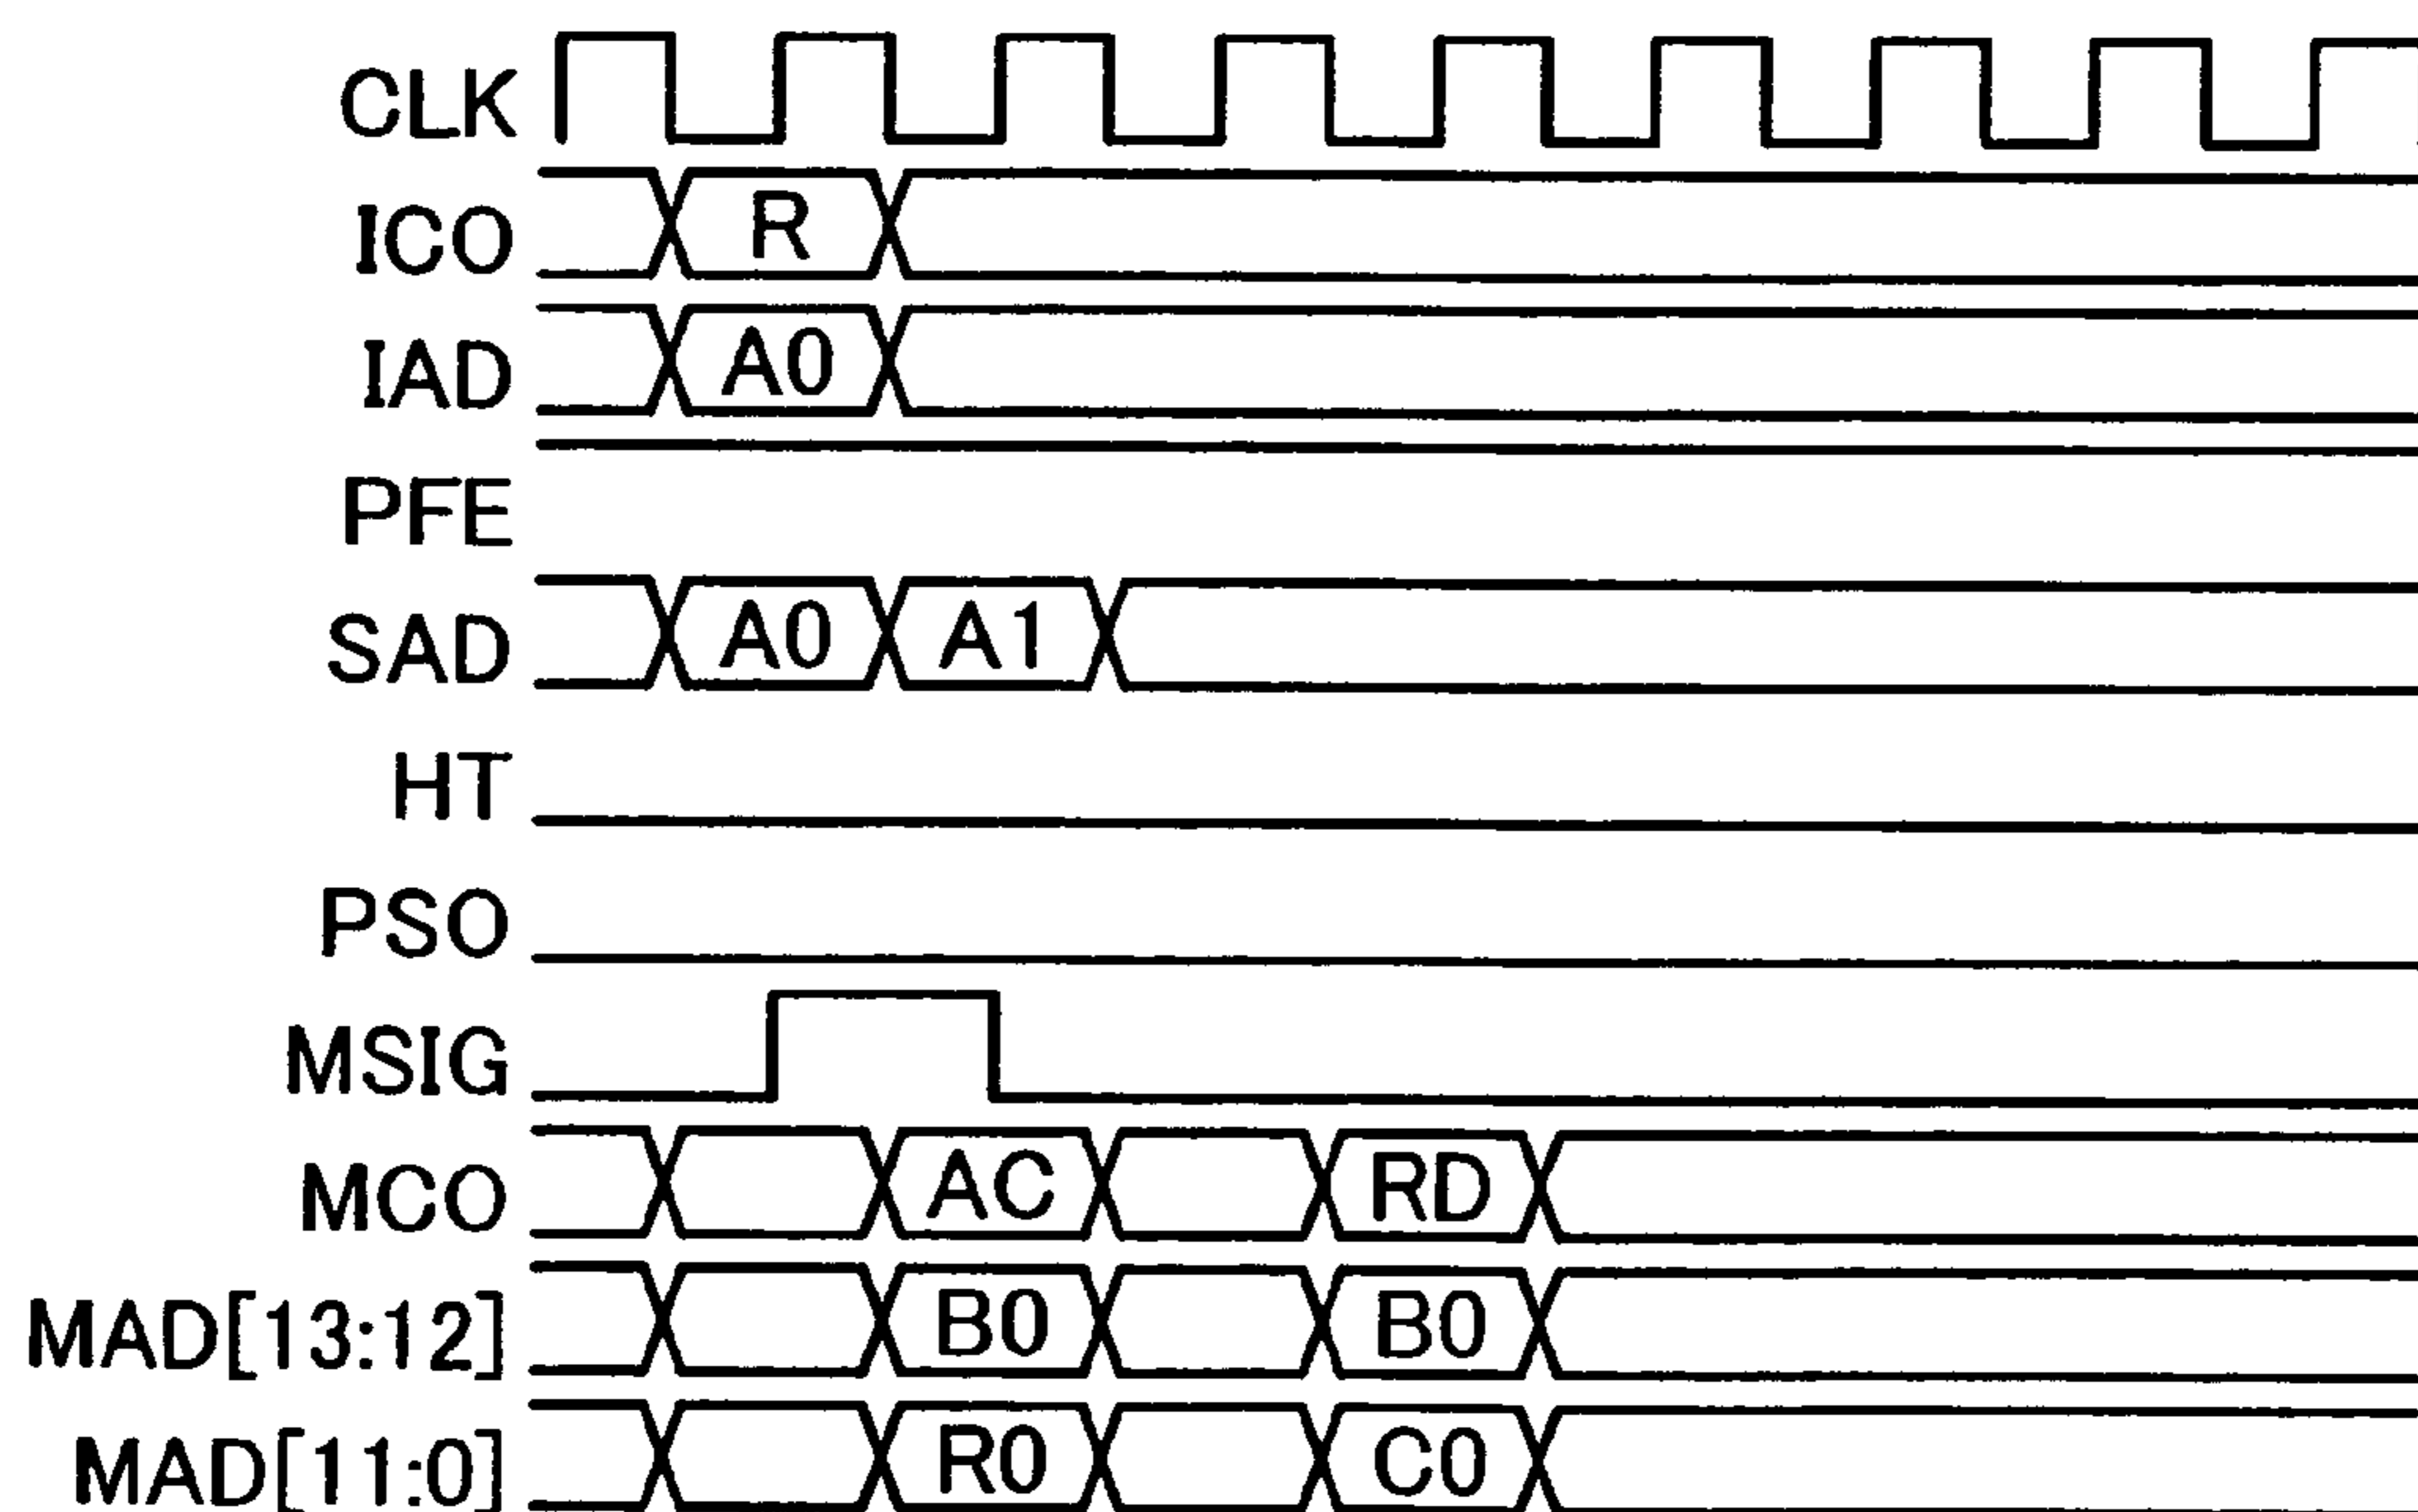 CLK
ICO R
IAD A0
PFE
SAD A0 A1
HT
PSO
MSIG
MCO AC RD
MAD[13:12] B0 B0
MAD[11:0] R0 C0